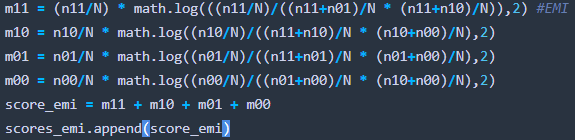 m11 = (n11/N) * math.log(((n11/N)/((n11+n01)/N * (n11+n10)/N)),2) #EMI
m10 = n10/N * math.log((n10/N)/((n11+n10)/N * (n10+n00)/N),2)
m01 = n01/N * math.log((n01/N)/((n11+n01)/N * (n01+n00)/N),2)
m00 = n00/N * math.log((n00/N)/((n01+n00)/N * (n10+n00)/N),2)
score_emi = m11 + m10 + m01 + m00
scores_emi.append(score_emi)